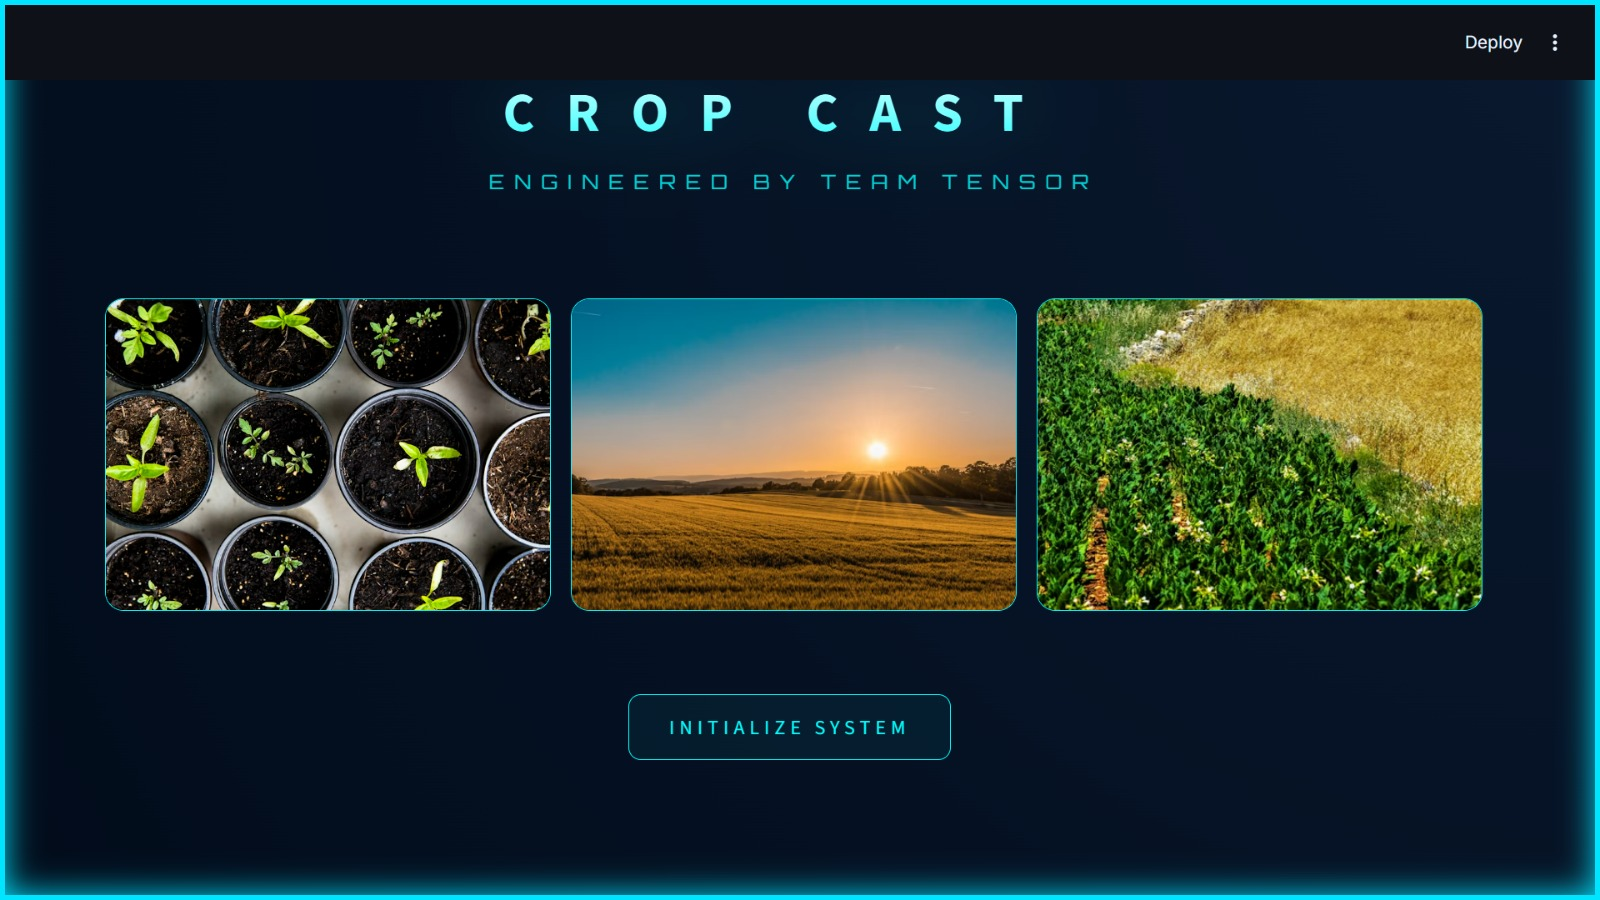 Deploy
CROP CAST
ENGINEERED BY TEAM TENSOR
INITIALIZE SYSTEM